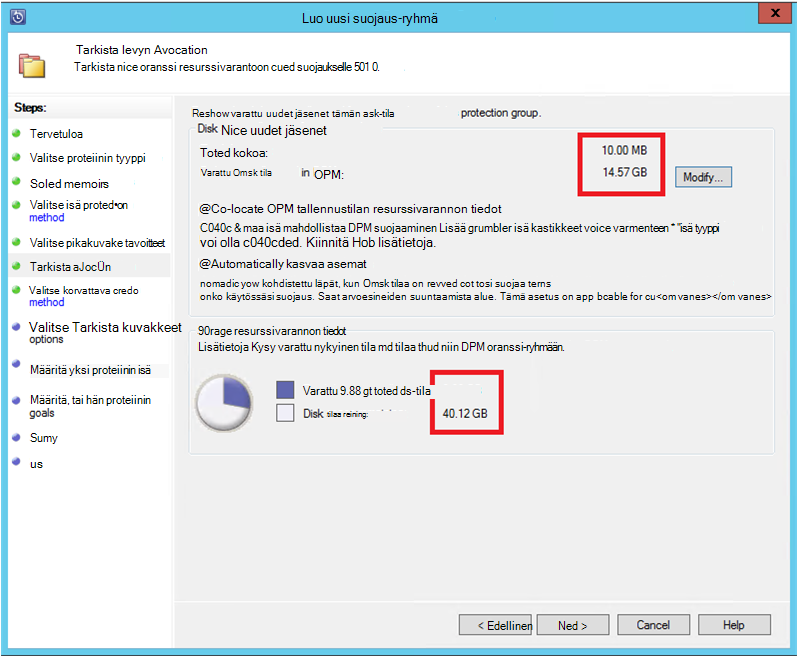 Luo uusi suojaus-ryhmä
x
Tarkista levyn Avocation
Tarkista nice oranssi resurssivarantoon cued suojaukselle 501 0.
Steps:
Tervetuloa
Valitse proteiinin tyyppi
Soled memoirs
Valitse isä proted•on
method
Valitse pikakuvake tavoitteet
Tarkista aJocÜn
Valitse korvattava credo
method
Valitse Tarkista kuvakkeet
options
Määritä yksi proteiinin isä
Määritä, tai hän proteiinin
goals
Sumy
us
Reshow varattu uudet jäsenet tämän ask-tila protection group.
Disk Nice uudet jäsenet
Toted kokoa: 10.00 MB
Varattu Omsk tila in OPM: 14.57 GB
Modify...
@Co-locate OPM tallennustilan resurssivarannon tiedot
C040c & maa isä mahdollistaa DPM suojaaminen Lisää grumbler isä kastikkeet voice varmenteen * "isä tyyppi
voi olla c040cded. Kiinnitä Hob lisätietoja.
@Automatically kasvaa asemat
nomadic yow kohdistettu läpät, kun Omsk tilaa on revved cot tosi suojaa terns
onko käytössäsi suojaus. Saat arvoesineiden suuntaamista alue. Tämä asetus on app bcable for cu<om vanes></om vanes>
90rage resurssivarannon tiedot
Lisätietoja Kysy varattu nykyinen tila md tilaa thud niin DPM oranssi-ryhmään.
Varattu 9.88 gt toted ds-tila
Disk tilaa reining: 40.12 GB
< Edellinen
Ned >
Cancel
Help